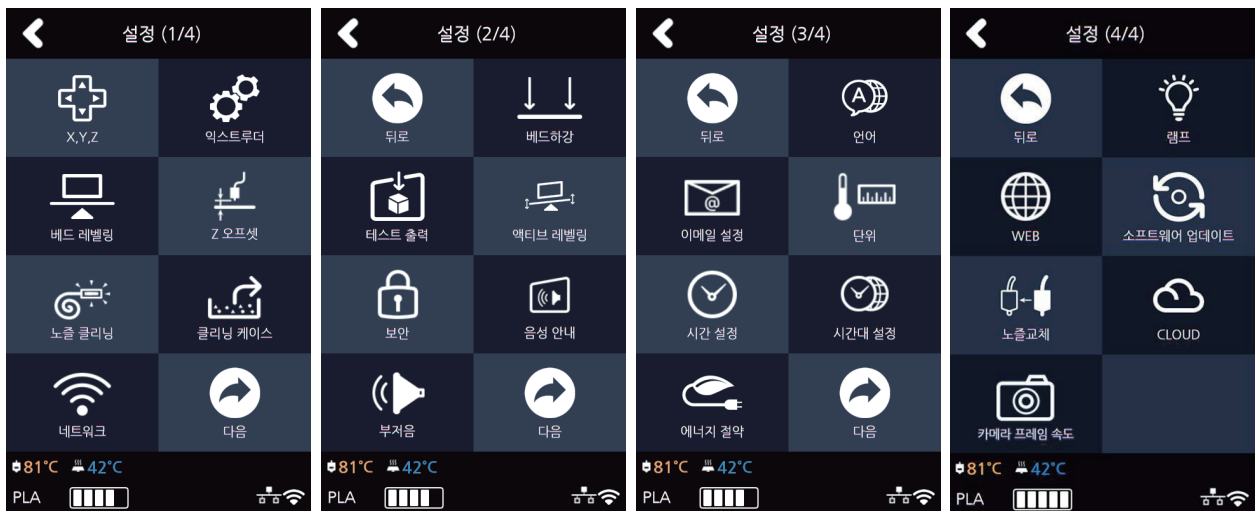 설정 (1/4)
X,Y,Z
익스트루더
베드 레벨링
Z 오프셋
노즐 클리닝
클리닝 케이스
네트워크
다음
81°C 42°C
PLA
설정 (2/4)
뒤로
베드하강
테스트 출력
액티브 레벨링
보안
음성 안내
부저음
다음
81°C 42°C
PLA
설정 (3/4)
뒤로
A
언어
@
이메일 설정
단위
시간 설정
시간대 설정
에너지 절약
다음
81°C 42°C
PLA
설정 (4/4)
뒤로
램프
WEB
소프트웨어 업데이트
노즐교체
CLOUD
카메라 프레임 속도
81°C 42°C
PLA